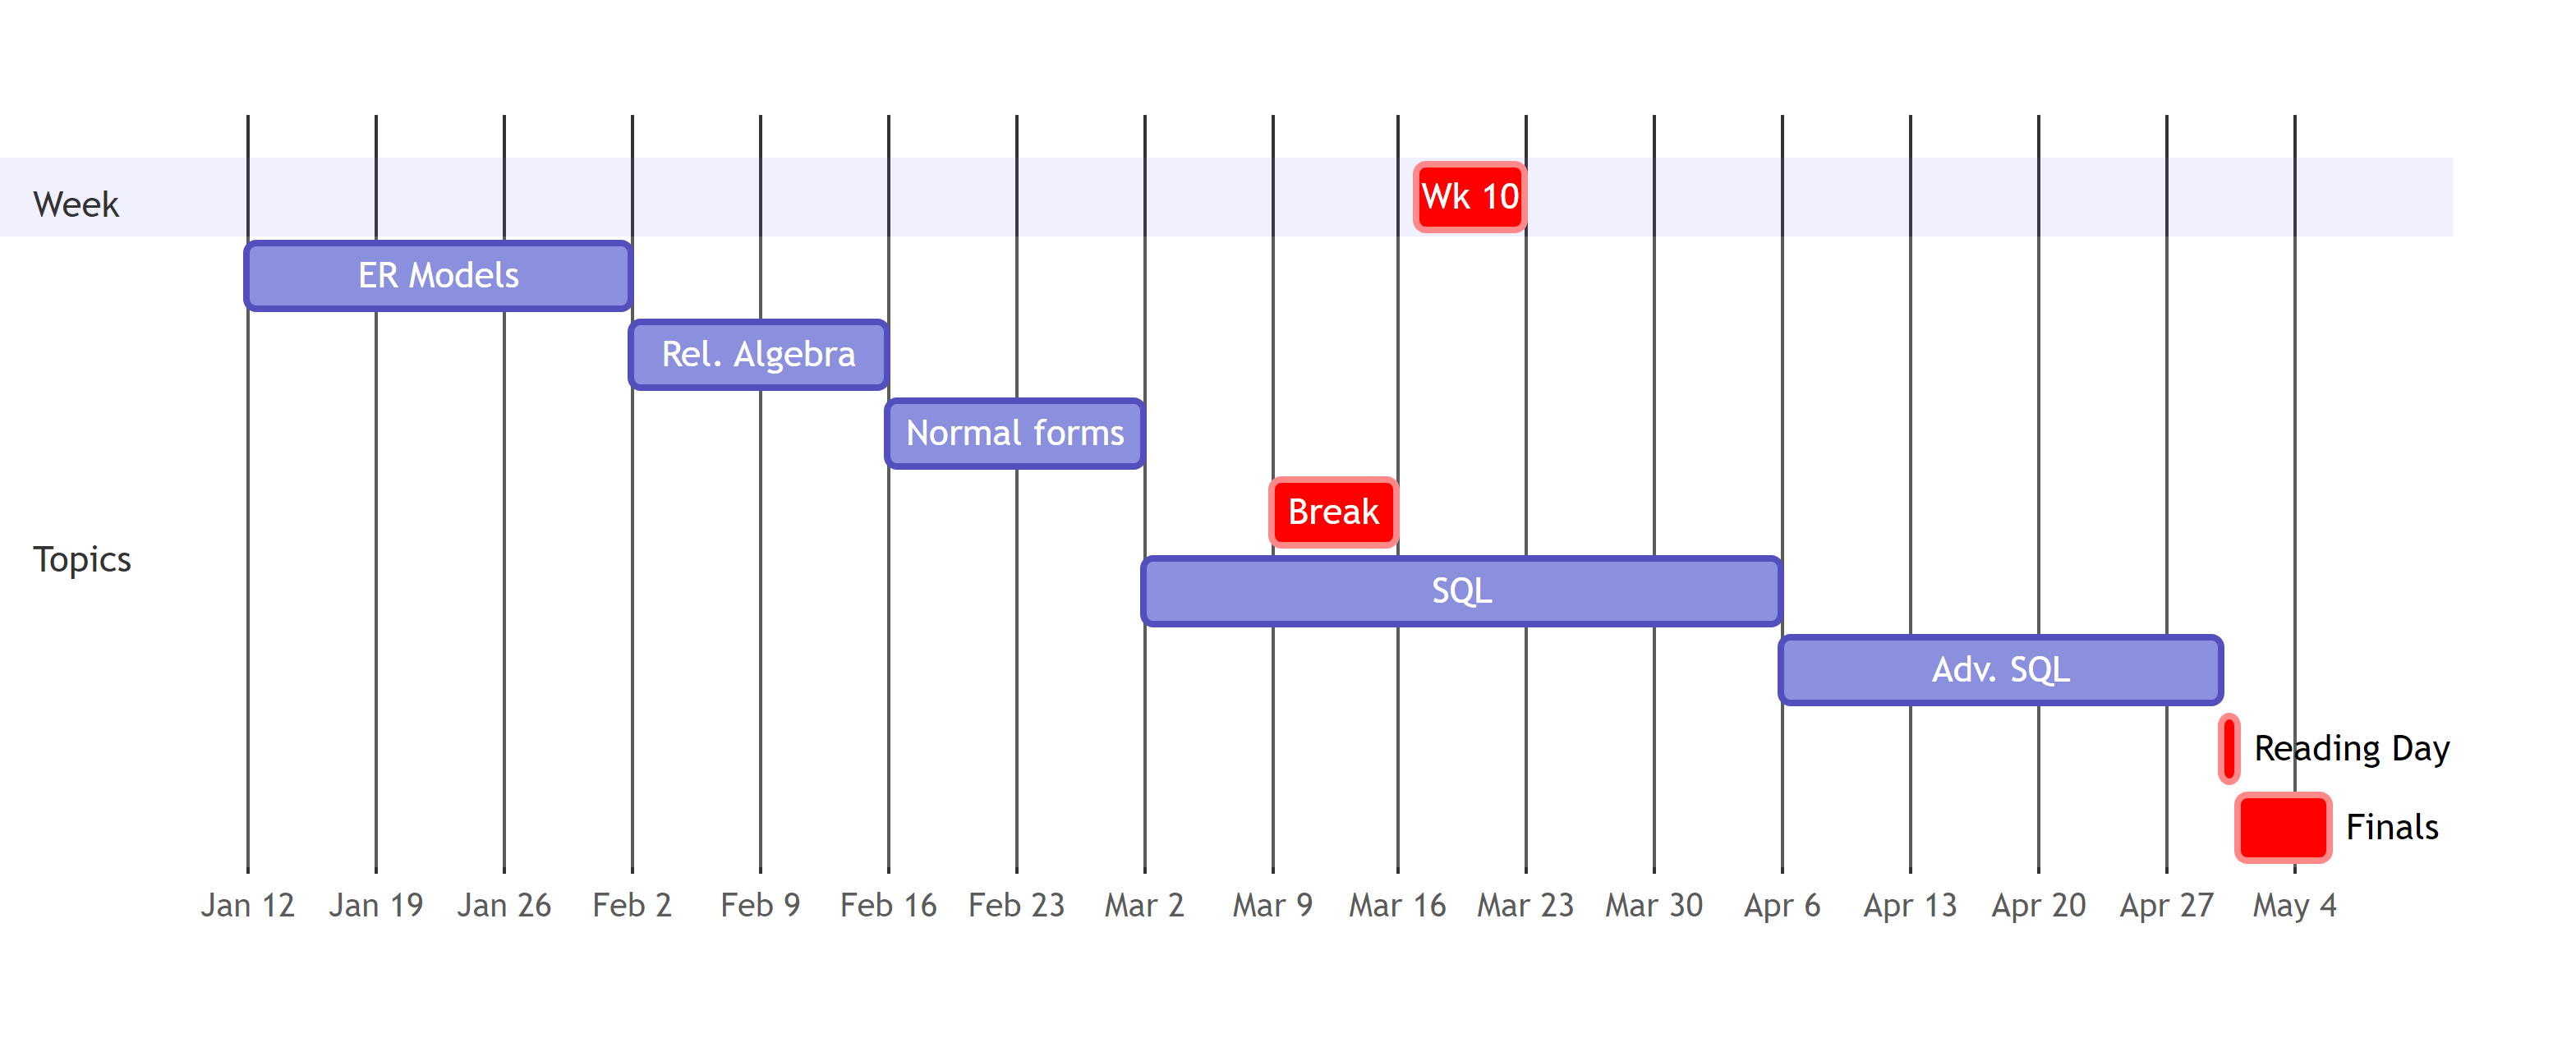 Week
Wk 10
ER Models
Rel. Algebra
Normal forms
Break
Topics
SQL
Adv. SQL
Reading Day
Finals
Jan 12 Jan 19 Jan 26 Feb 2 Feb 9 Feb 16 Feb 23 Mar 2 Mar 9 Mar 16 Mar 23 Mar 30 Apr 6 Apr 13 Apr 20 Apr 27 May 4